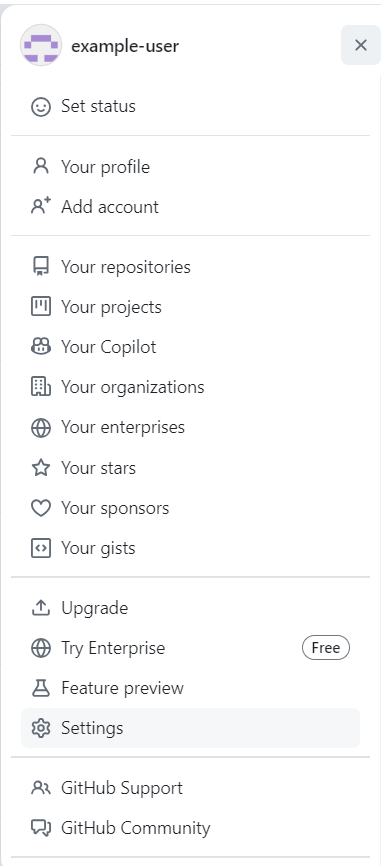 example-user
Set status
Your profile
Add account
Your repositories
Your projects
Your Copilot
Your organizations
Your enterprises
Your stars
Your sponsors
Your gists
Upgrade
Try Enterprise Free
Feature preview
Settings
GitHub Support
GitHub Community